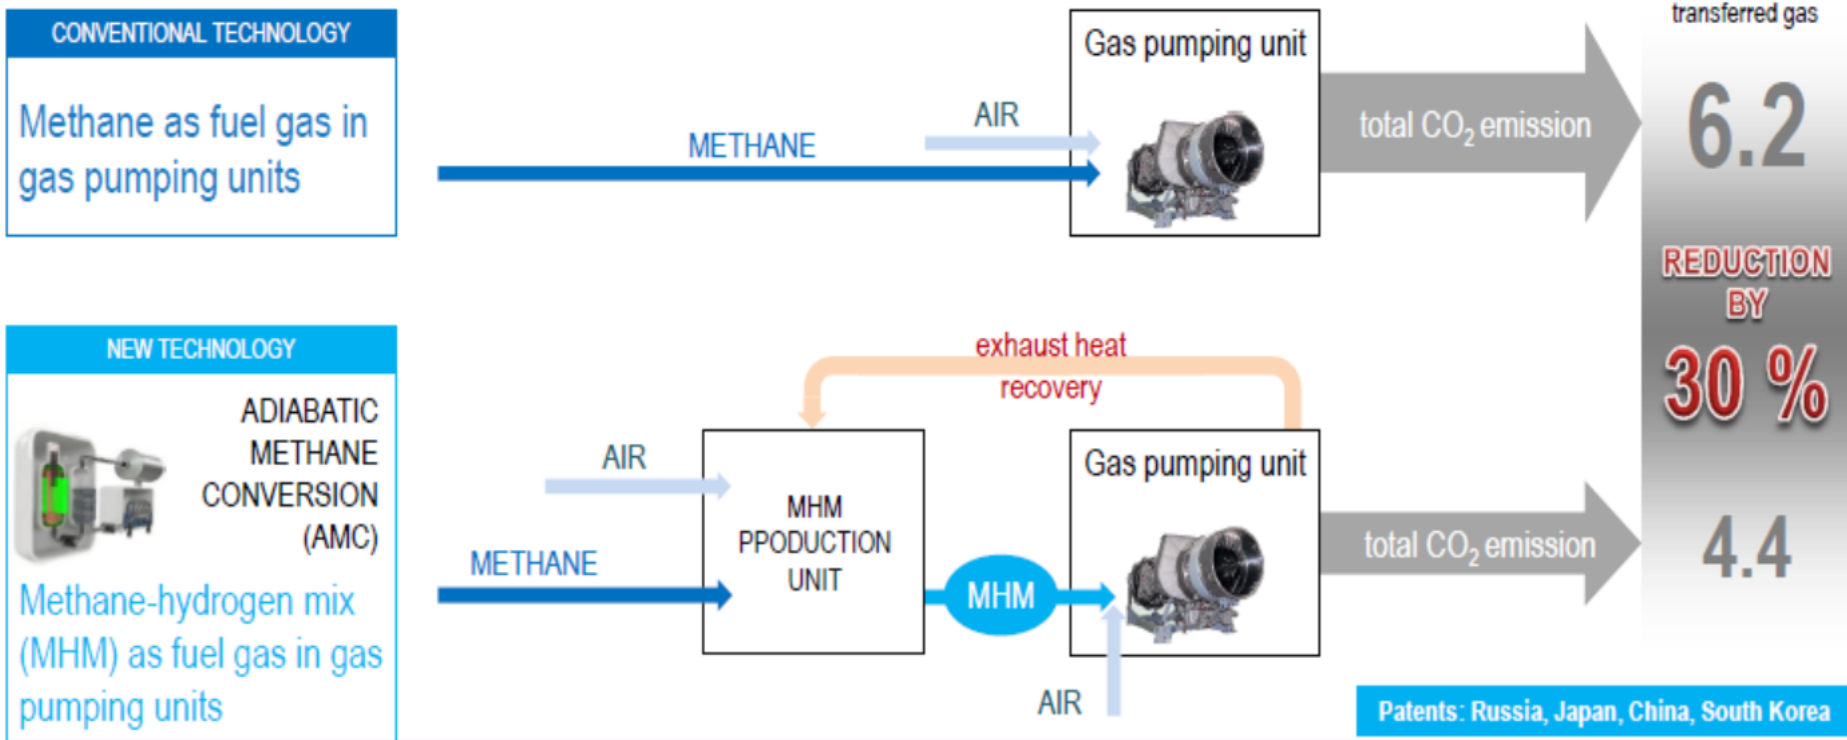 CONVENTIONAL TECHNOLOGY
Methane as fuel gas in
gas pumping units
METHANE
AIR
Gas pumping unit
total CO₂ emission
transferred gas
6.2
REDUCTION
BY
30 %
4.4
NEW TECHNOLOGY
ADIABATIC
METHANE
CONVERSION
(AMC)
Methane-hydrogen mix
(MHM) as fuel gas in gas
pumping units
AIR
METHANE
exhaust heat
recovery
MHM
PPODUCTION
UNIT
MHM
Gas pumping unit
AIR
total CO₂ emission
Patents: Russia, Japan, China, South Korea